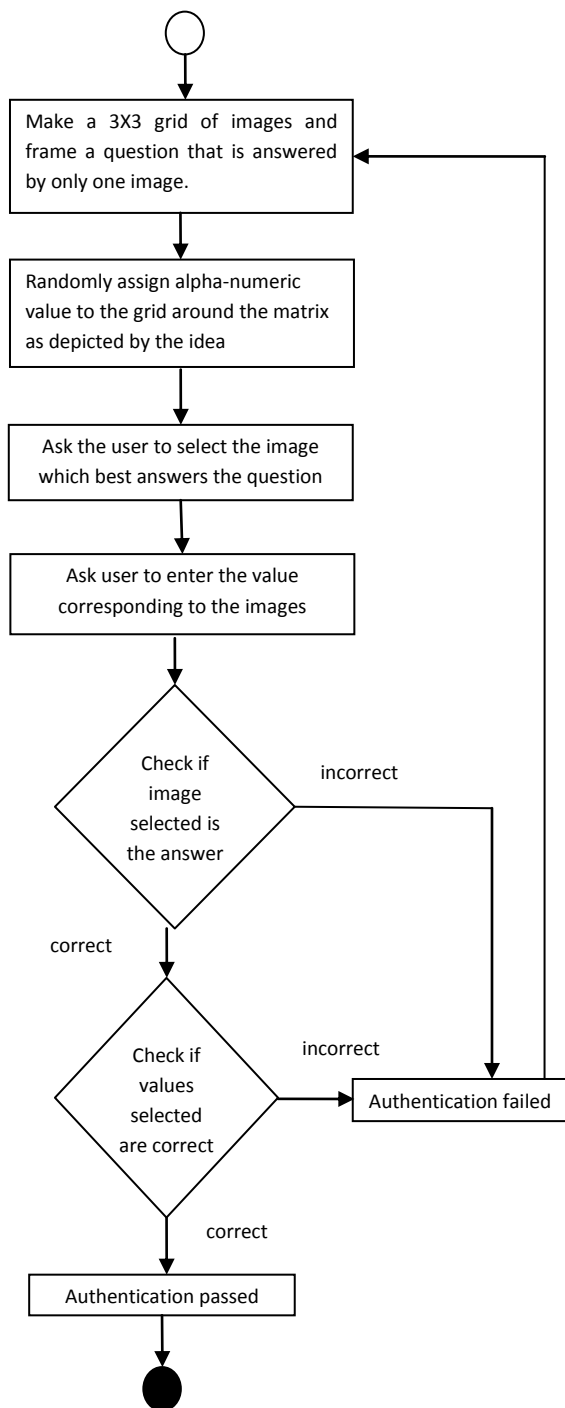 Make a 3X3 grid of images and
frame a question that is answered
by only one image.
Randomly assign alpha-numeric
value to the grid around the matrix
as depicted by the idea
Ask the user to select the image
which best answers the question
Ask user to enter the value
corresponding to the images
Check if
image
selected is
the answer
incorrect
correct
Check if
values
selected
are correct
incorrect
Authentication failed
correct
Authentication passed